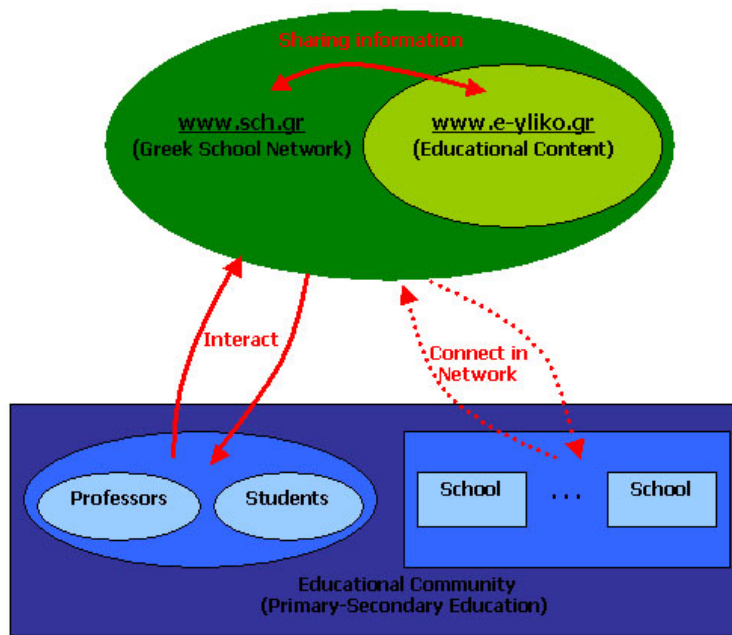 Sharing information
www.sch.gr
(Greek School Network)
www.e-yliko.gr
(Educational Content)
Interact
Connect in
Network
Professors
Students
School
...
School
Educational Community
(Primary-Secondary Education)